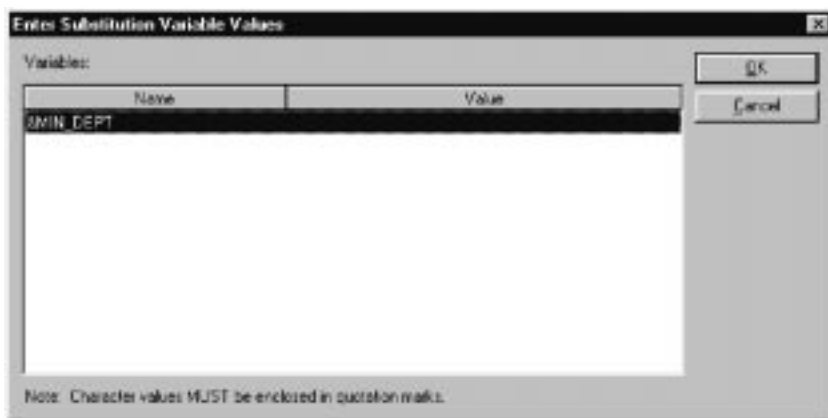 Enter Substitution Variable Values
Variables:
OK
Name Value
Cancel
&MIN_DEPT
Note: Character values MUST be enclosed in quotation marks.